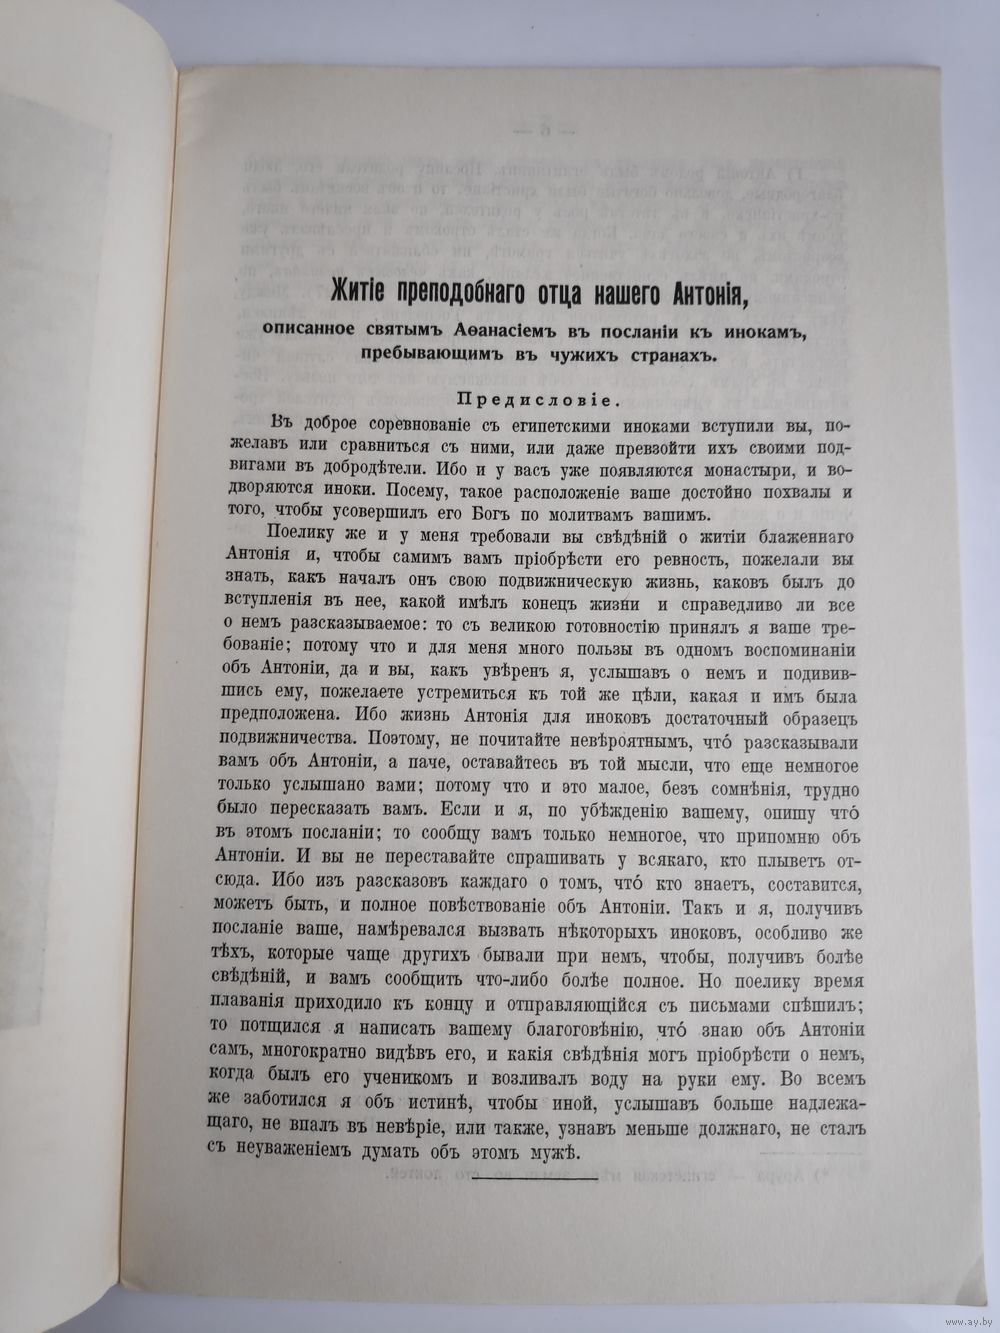 Житіе преподобнаго отца нашего Антонія,
описанное святымъ Аѳанасіемъ въ посланіи къ инокамъ,
пребывающимъ въ чужихъ странахъ.
Предисловіе.
Въ доброе соревнованіе съ египетскими иноками вступили вы, по-
желавъ или сравниться съ ними, или даже превзойти ихъ своими под-
вигами въ добродѣтели. Ибо и у васъ уже появляются монастыри, и во-
дворяются иноки. Посему, такое расположеніе ваше достойно похвалы и
того, чтобы усовершилъ его Богъ по молитвамъ вашимъ.
Поелику же и у меня требовали вы свѣдѣній о житіи блаженнаго
Антонія и, чтобы самимъ вамъ пріобрѣсти его ревность, пожелали вы
знать, какъ началъ онъ свою подвижническую жизнь, каковъ былъ до
вступленія въ нее, какой имѣлъ конецъ жизни и справедливо ли все
о немъ разсказываемое: то съ великою готовностію принялъ я ваше тре-
бованіе; потому что и для меня много пользы въ одномъ воспоминаніи
объ Антоніи, да и вы, какъ увѣренъ я, услышавъ о немъ и подивив-
шись ему, пожелаете устремиться къ той же цѣли, какая и имъ была
предположена. Ибо жизнь Антонія для иноковъ достаточный образецъ
подвижничества. Поэтому, не почитайте невѣроятнымъ, что́ разсказывали
вамъ объ Антоніи, а паче, оставайтесь въ той мысли, что еще немногое
только услышано вами; потому что и это малое, безъ сомнѣнія, трудно
было пересказать вамъ. Если и я, по убѣжденію вашему, опишу что́
въ этомъ посланіи; то сообщу вамъ только немногое, что припомню объ
Антоніи. И вы не переставайте спрашивать у всякаго, кто плыветъ от-
сюда. Ибо изъ разсказовъ каждаго о томъ, что́ кто знаетъ, составится,
можетъ быть, и полное повѣствованіе объ Антоніи. Такъ и я, получивъ
посланіе ваше, намѣревался вызвать нѣкоторыхъ иноковъ, особливо же
тѣхъ, которые чаще другихъ бывали при немъ, чтобы, получивъ болѣе
свѣдѣній, и вамъ сообщить что-либо болѣе полное. Но поелику время
плаванія приходило къ концу и отправляющійся съ письмами спѣшилъ;
то потщился я написать вашему благоговѣнію, что́ знаю объ Антоніи
самъ, многократно видѣвъ его, и какія свѣдѣнія могъ пріобрѣсти о немъ,
когда былъ его ученикомъ и возливалъ воду на руки ему. Во всемъ
же заботился я объ истинѣ, чтобы иной, услышавъ больше надлежа-
щаго, не впалъ въ невѣріе, или также, узнавъ меньше должнаго, не сталъ
съ неуваженіемъ думать объ этомъ мужѣ.
www.ay.by